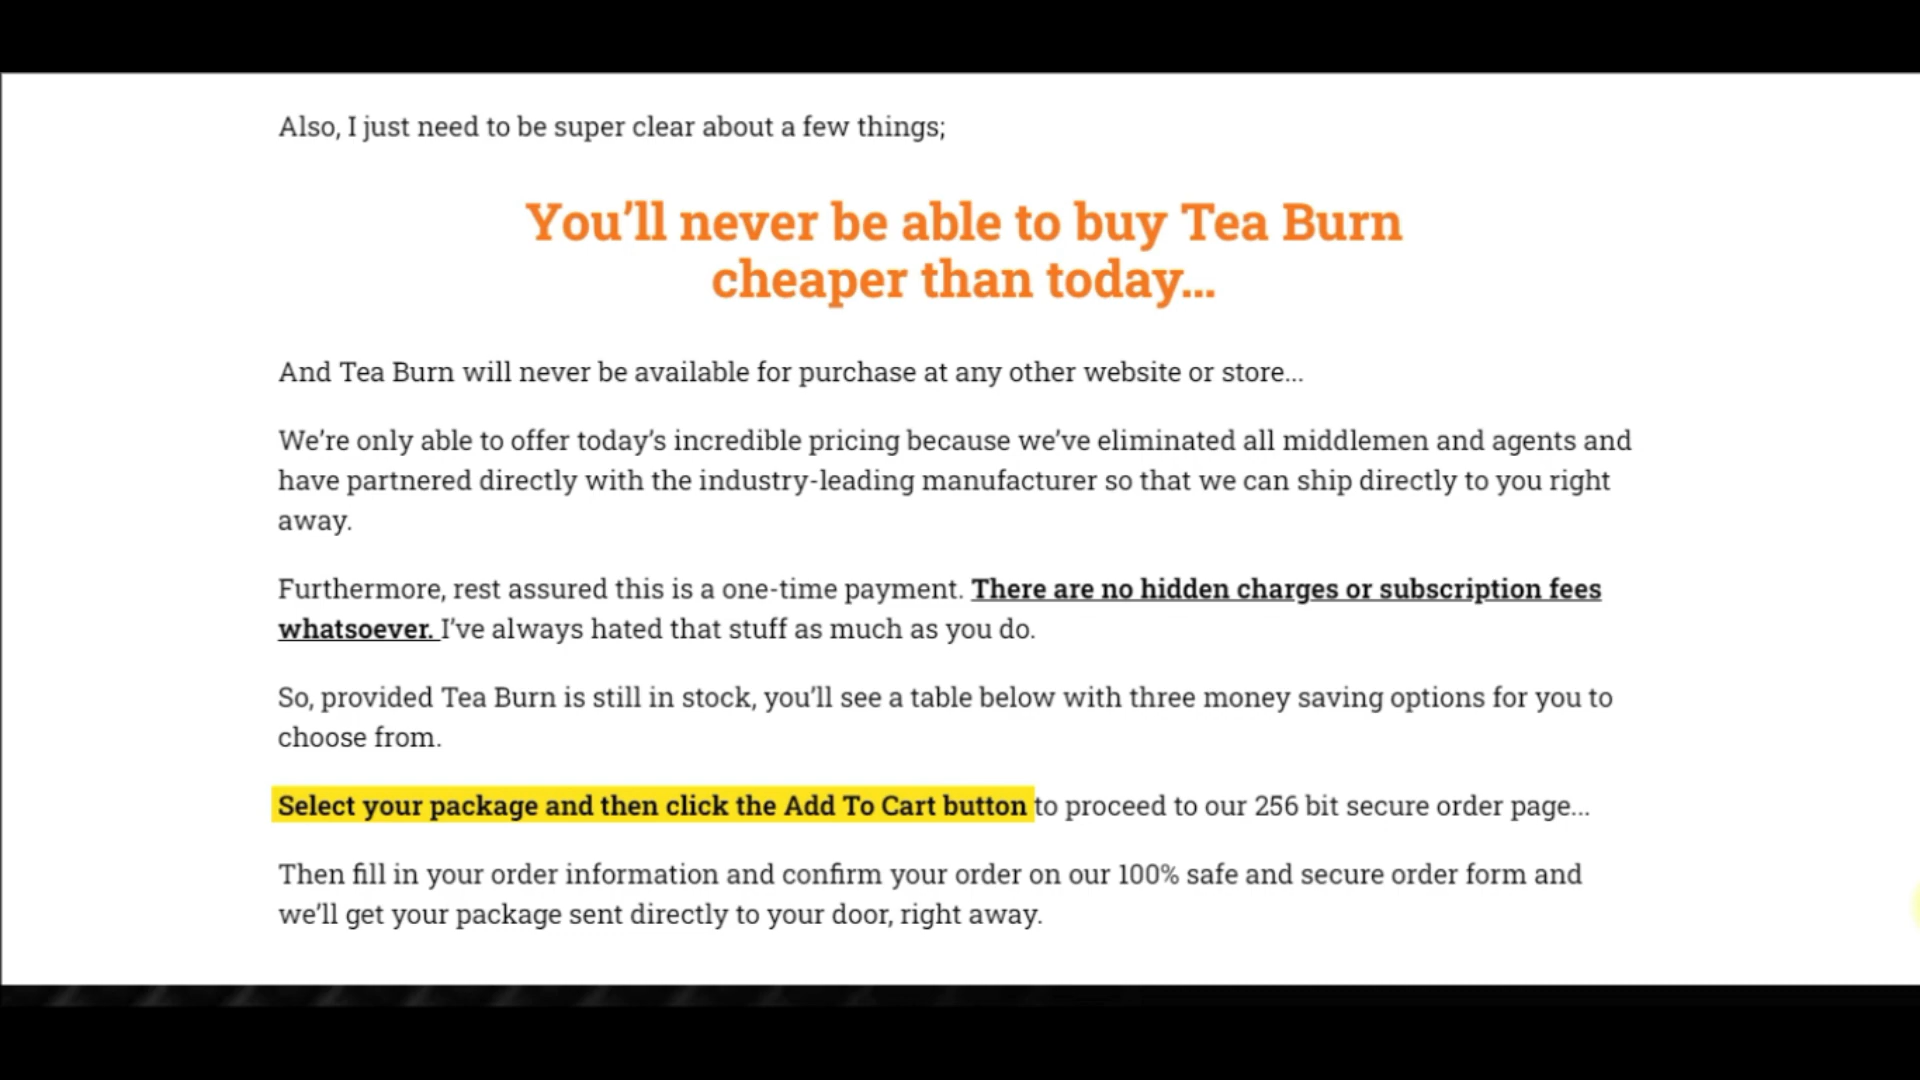 Also, I just need to be super clear about a few things;
You’ll never be able to buy Tea Burn
cheaper than today...
And Tea Burn will never be available for purchase at any other website or store...
We’re only able to offer today’s incredible pricing because we’ve eliminated all middlemen and agents and
have partnered directly with the industry-leading manufacturer so that we can ship directly to you right
away.
Furthermore, rest assured this is a one-time payment. There are no hidden charges or subscription fees
whatsoever. I’ve always hated that stuff as much as you do.
So, provided Tea Burn is still in stock, you’ll see a table below with three money saving options for you to
choose from.
Select your package and then click the Add To Cart button to proceed to our 256 bit secure order page...
Then fill in your order information and confirm your order on our 100% safe and secure order form and
we’ll get your package sent directly to your door, right away.